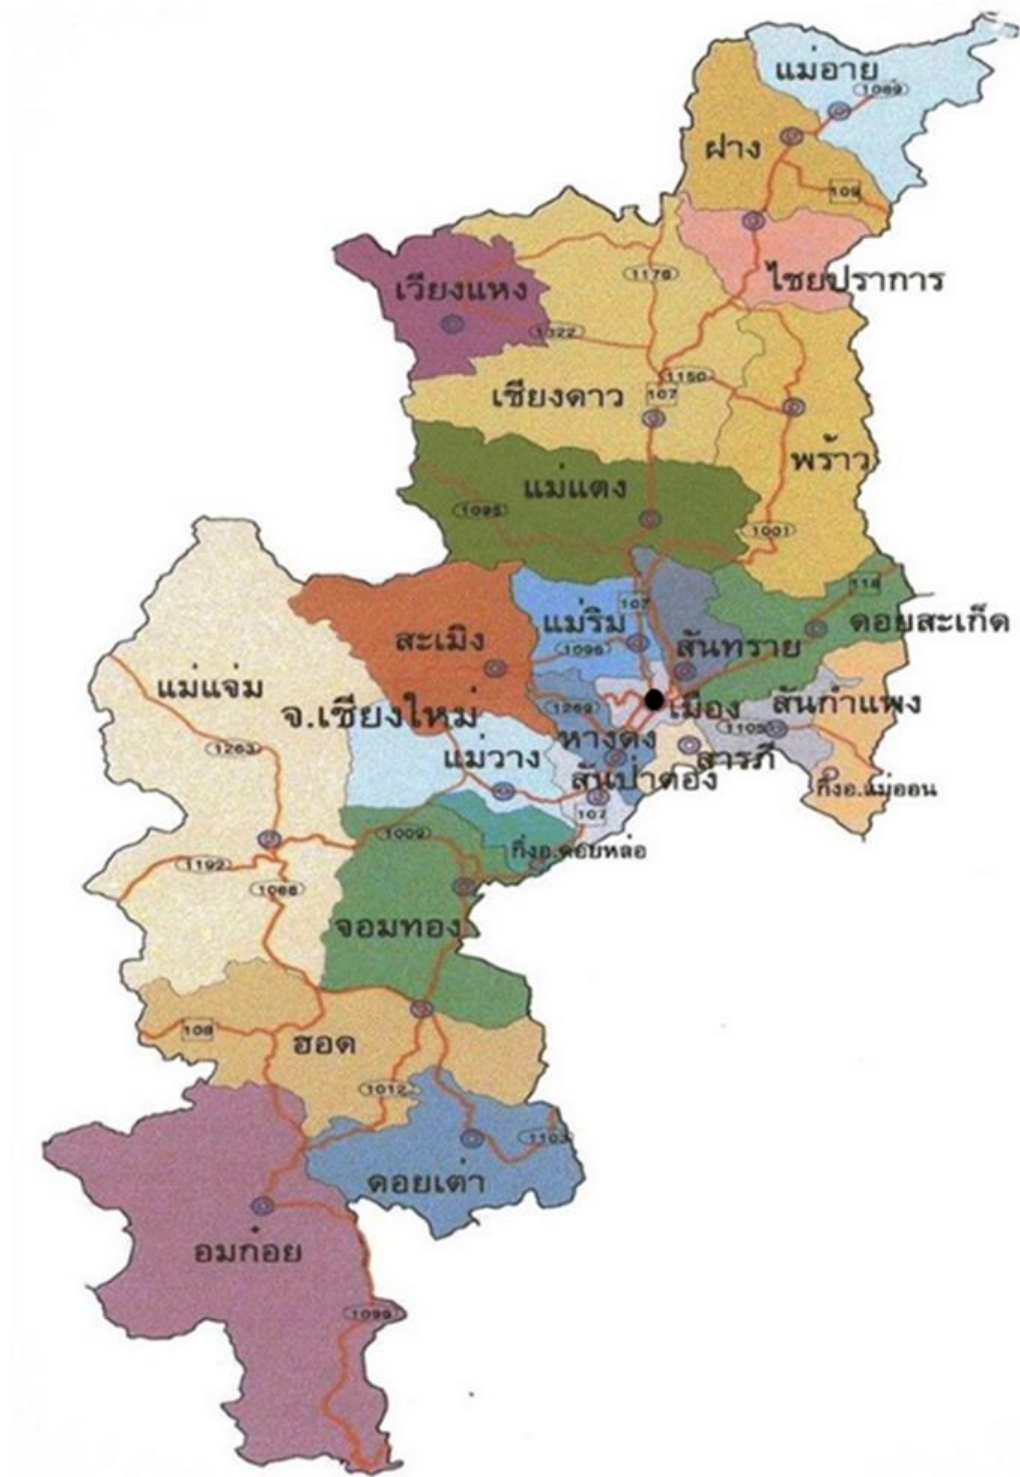 แม่อาย
1089
ฝาง
109
ไชยปราการ
เวียงแหง
1178
1322
เชียงดาว
1150
107
พร้าว
แม่แตง
1095
1001
118
ดอยสะเก็ด
แม่ริม
107
สันทราย
สะเมิง
1096
แม่แจ่ม
จ.เชียงใหม่
1269
เมือง
สันกำแพง
1263
แม่วาง
หางดง
สารภี
สันป่าตอง
กิ่งอ.แม่ออน
107
1009
กิ่งอ.ดอยหล่อ
1192
1088
จอมทอง
108
ฮอด
1012
1103
ดอยเต่า
อมก๋อย
1099